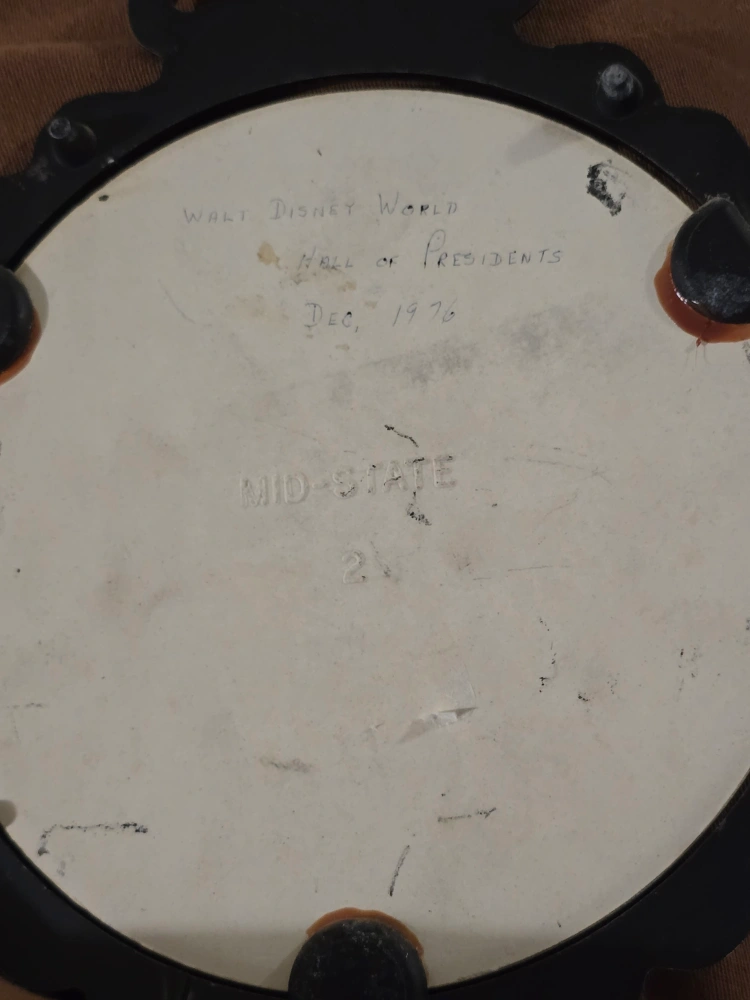 WALT DISNEY WORLD
HALL OF PRESIDENTS
DEC, 1976
MID-STATE
2